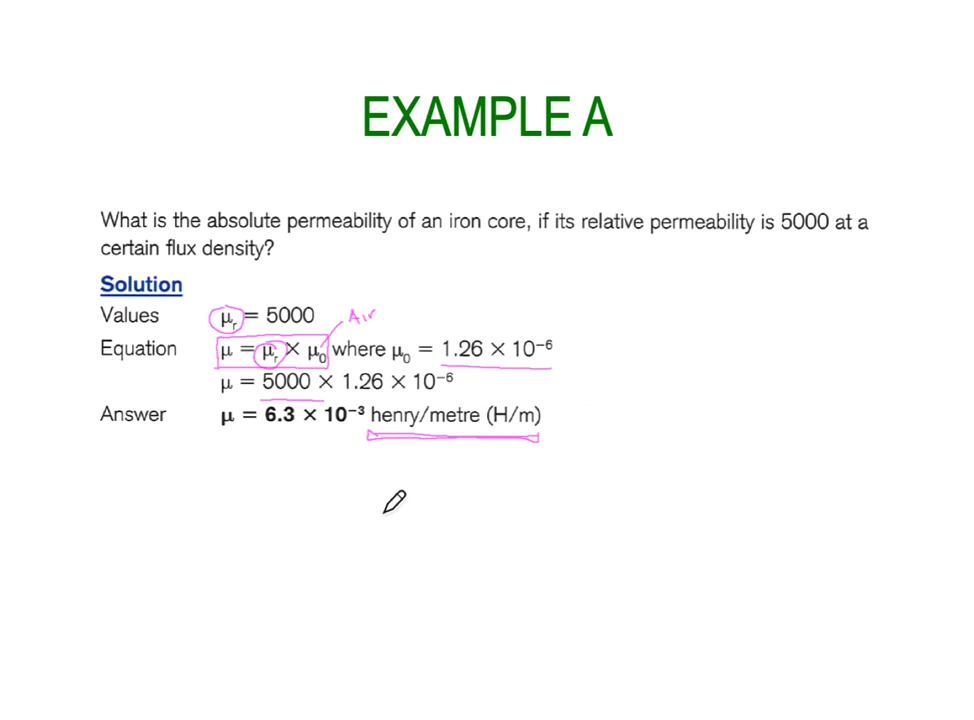 EXAMPLE A
What is the absolute permeability of an iron core, if its relative permeability is 5000 at a
certain flux density?
Solution
Values μᵣ = 5000
Air
Equation μ = μᵣ × μ₀ where μ₀ = 1.26 × 10⁻⁶
μ = 5000 × 1.26 × 10⁻⁶
Answer μ = 6.3 × 10⁻³ henry/metre (H/m)